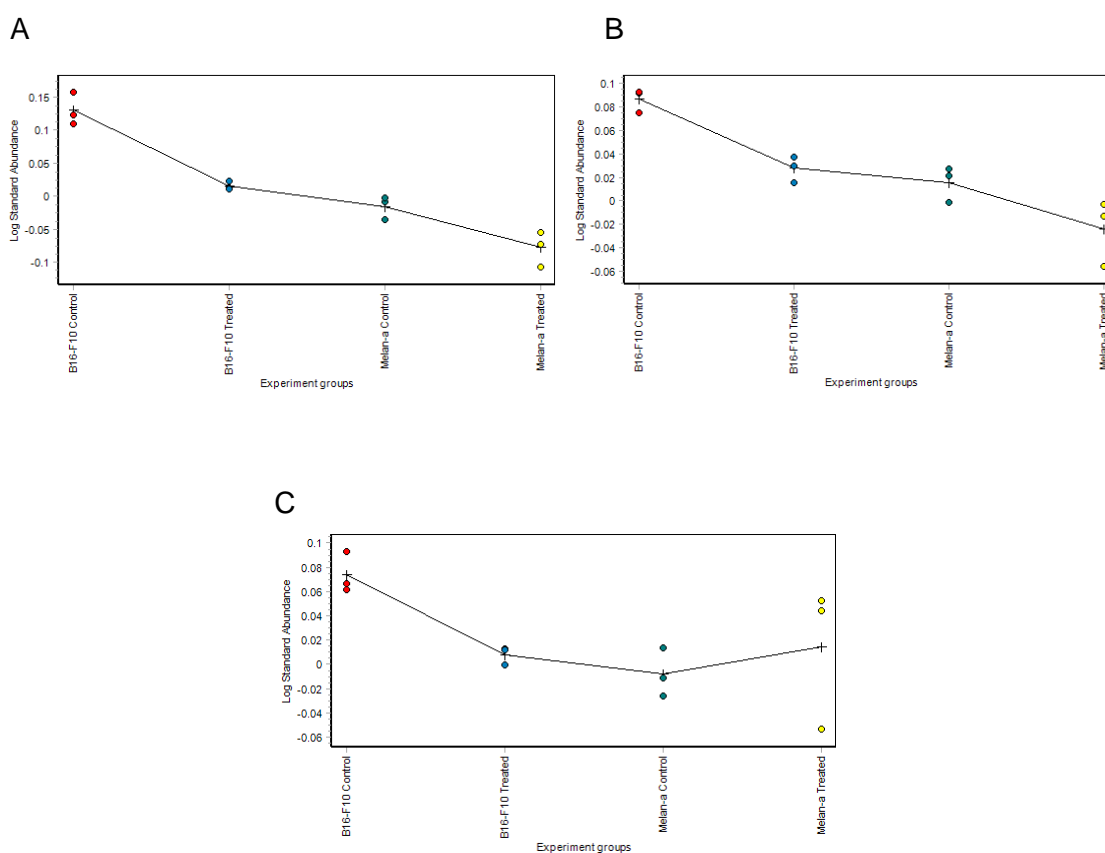 A
Log Standard Abundance
0.15
0.1
0.05
0
-0.05
-0.1
B16-F10 Control
B16-F10 Treated
Melan-a Control
Melan-a Treated
Experiment groups
B
Log Standard Abundance
0.1
0.08
0.06
0.04
0.02
0
-0.02
-0.04
-0.06
B16-F10 Control
B16-F10 Treated
Melan-a Control
Melan-a Treated
Experiment groups
C
Log Standard Abundance
0.1
0.08
0.06
0.04
0.02
0
-0.02
-0.04
-0.06
B16-F10 Control
B16-F10 Treated
Melan-a Control
Melan-a Treated
Experiment groups